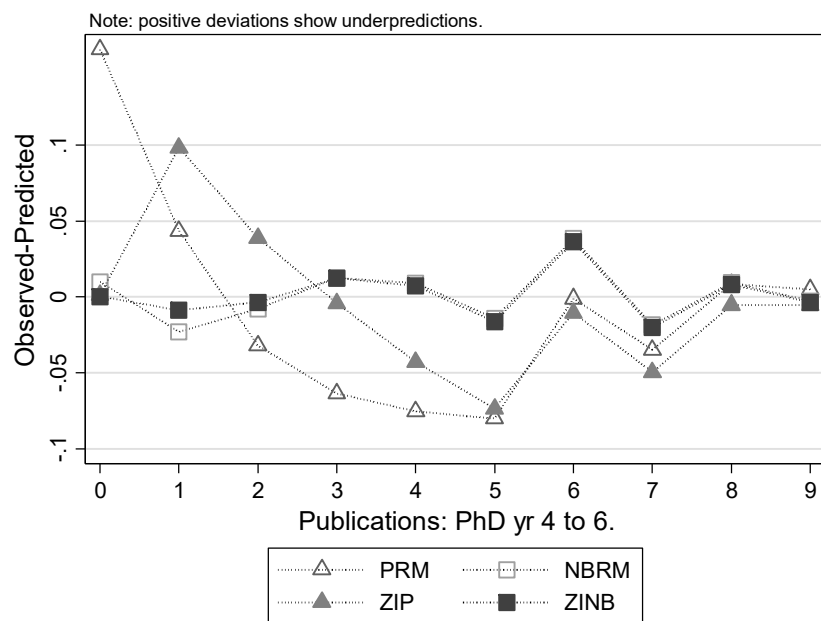 Note: positive deviations show underpredictions.
Observed-Predicted
.1
.05
0
-.05
-.1
0 1 2 3 4 5 6 7 8 9
Publications: PhD yr 4 to 6.
PRM NBRM
ZIP ZINB